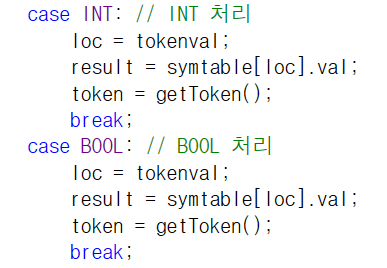 case INT: // INT 처리
loc = tokenval;
result = symtable[loc].val;
token = getToken();
break;
case BOOL: // BOOL 처리
loc = tokenval;
result = symtable[loc].val;
token = getToken();
break;